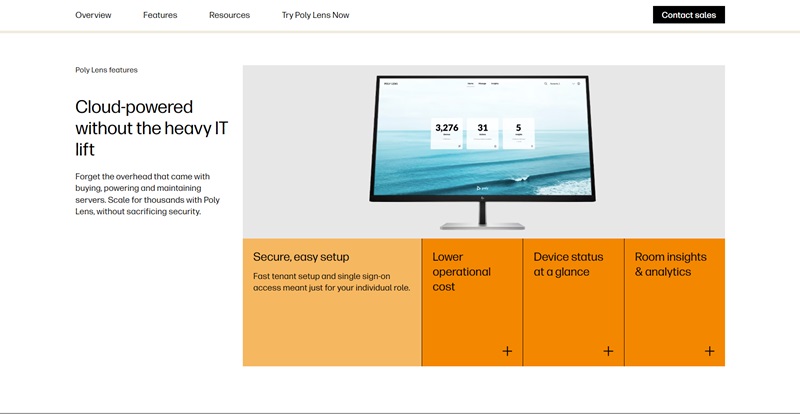 Overview
Features
Resources
Try Poly Lens Now
Contact sales
Poly Lens features
Cloud-powered
without the heavy IT
lift
Forget the overhead that came with
buying, powering and maintaining
servers. Scale for thousands with Poly
Lens, without sacrificing security.
3,276
31
5
poly
Secure, easy setup
Fast tenant setup and single sign-on
access meant just for your individual role.
Lower
operational
cost
Device status
at a glance
Room insights
& analytics